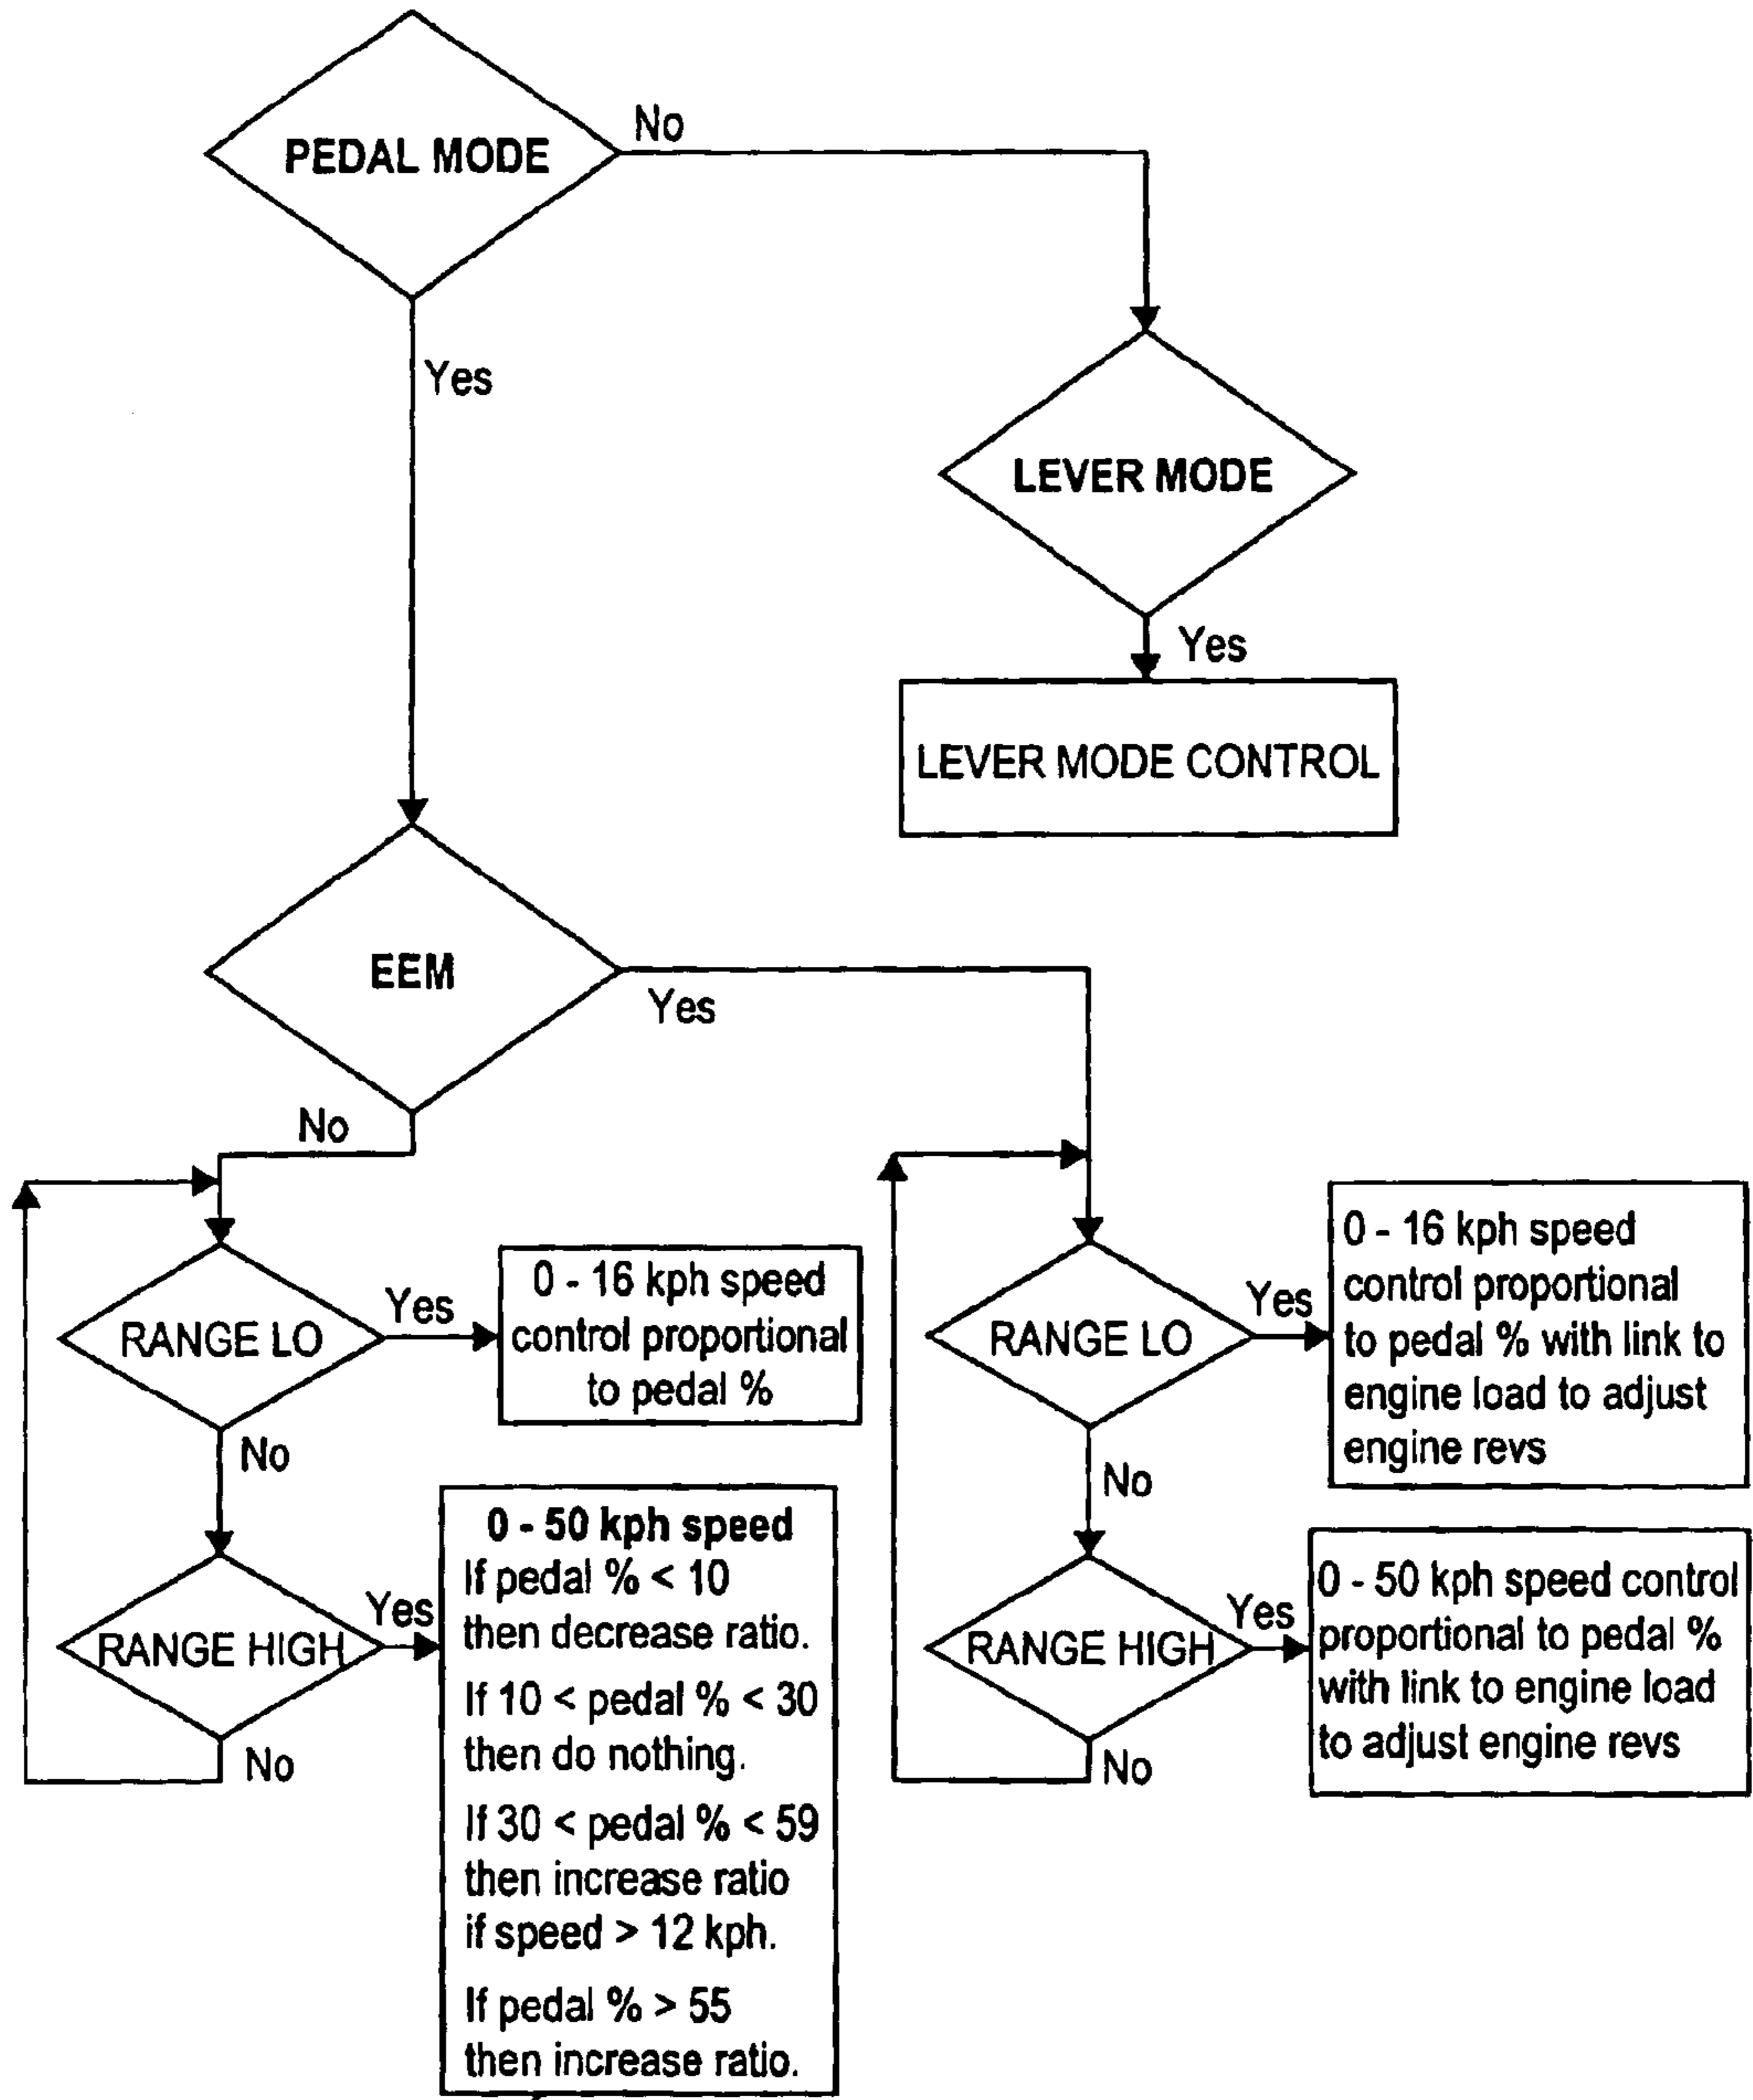 PEDAL MODE
No
Yes
LEVER MODE
Yes
LEVER MODE CONTROL
EEM
Yes
No
RANGE LO
Yes
0 - 16 kph speed
control proportional
to pedal %
No
RANGE HIGH
Yes
0 - 50 kph speed
If pedal % < 10
then decrease ratio.
If 10 < pedal % < 30
then do nothing.
If 30 < pedal % < 59
then increase ratio
if speed > 12 kph.
If pedal % > 55
then increase ratio.
No
RANGE LO
Yes
0 - 16 kph speed
control proportional
to pedal % with link to
engine load to adjust
engine revs
No
RANGE HIGH
Yes
0 - 50 kph speed control
proportional to pedal %
with link to engine load
to adjust engine revs
No